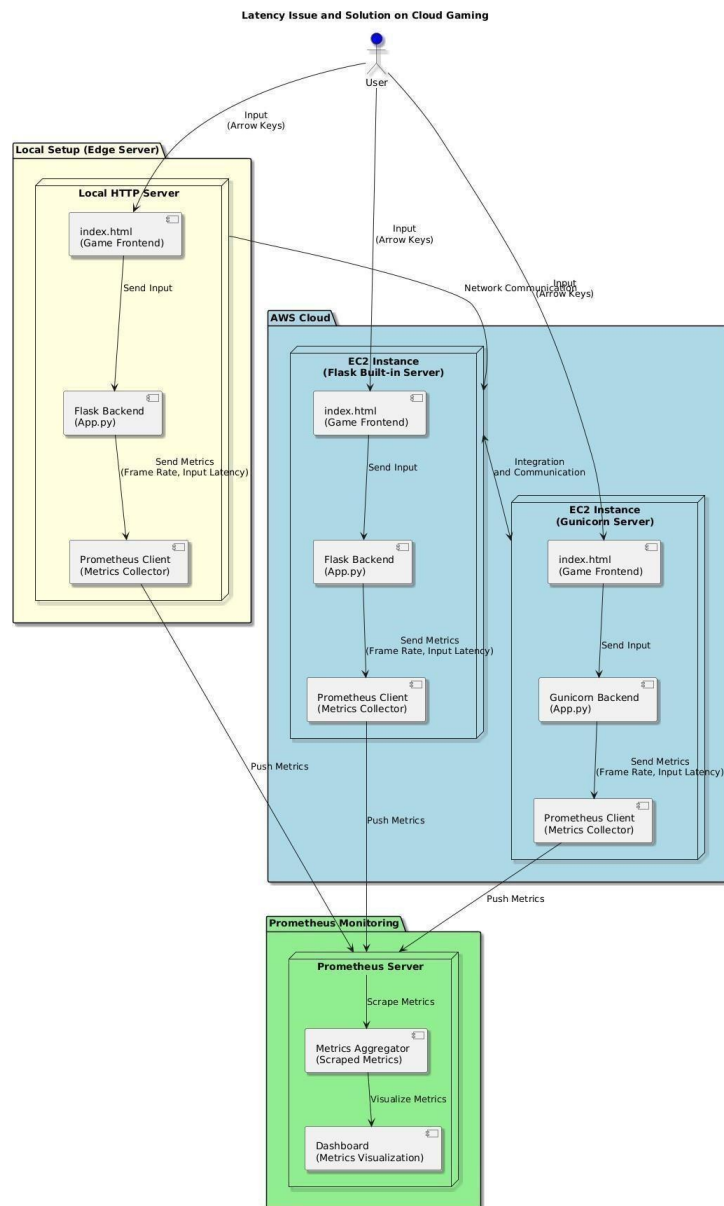 Latency Issue and Solution on Cloud Gaming
User
Input
(Arrow Keys)
Local Setup (Edge Server)
Local HTTP Server
index.html
(Game Frontend)
Send Input
Flask Backend
(App.py)
Send Metrics
(Frame Rate, Input Latency)
Prometheus Client
(Metrics Collector)
Input
(Arrow Keys)
Network Communication
Input
(Arrow Keys)
AWS Cloud
EC2 Instance
(Flask Built-in Server)
index.html
(Game Frontend)
Send Input
Flask Backend
(App.py)
Send Metrics
(Frame Rate, Input Latency)
Prometheus Client
(Metrics Collector)
Integration
and Communication
EC2 Instance
(Gunicorn Server)
index.html
(Game Frontend)
Send Input
Gunicorn Backend
(App.py)
Send Metrics
(Frame Rate, Input Latency)
Prometheus Client
(Metrics Collector)
Push Metrics
Push Metrics
Push Metrics
Prometheus Monitoring
Prometheus Server
Scrape Metrics
Metrics Aggregator
(Scraped Metrics)
Visualize Metrics
Dashboard
(Metrics Visualization)